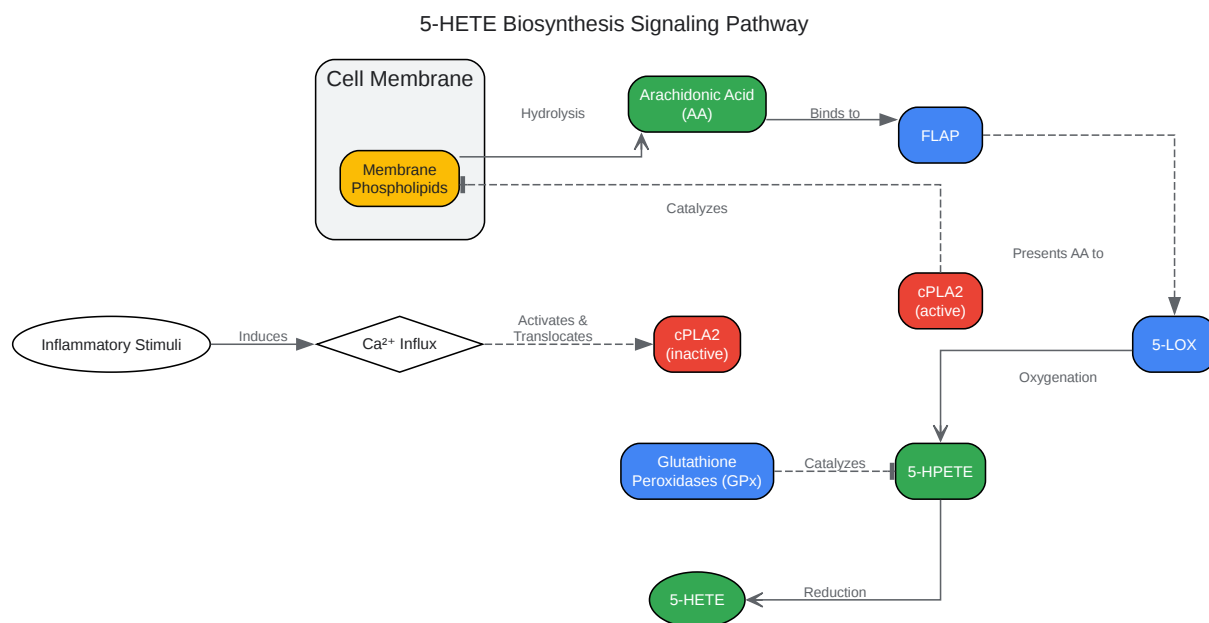 5-HETE Biosynthesis Signaling Pathway
Cell Membrane
Hydrolysis
Arachidonic Acid
(AA)
Binds to
FLAP
Membrane
Phospholipids
Catalyzes
Presents AA to
cPLA2
(active)
Inflammatory Stimuli
Induces
Ca²⁺ Influx
Activates &
Translocates
cPLA2
(inactive)
5-LOX
Oxygenation
Glutathione
Peroxidases (GPx)
Catalyzes
5-HPETE
5-HETE
Reduction